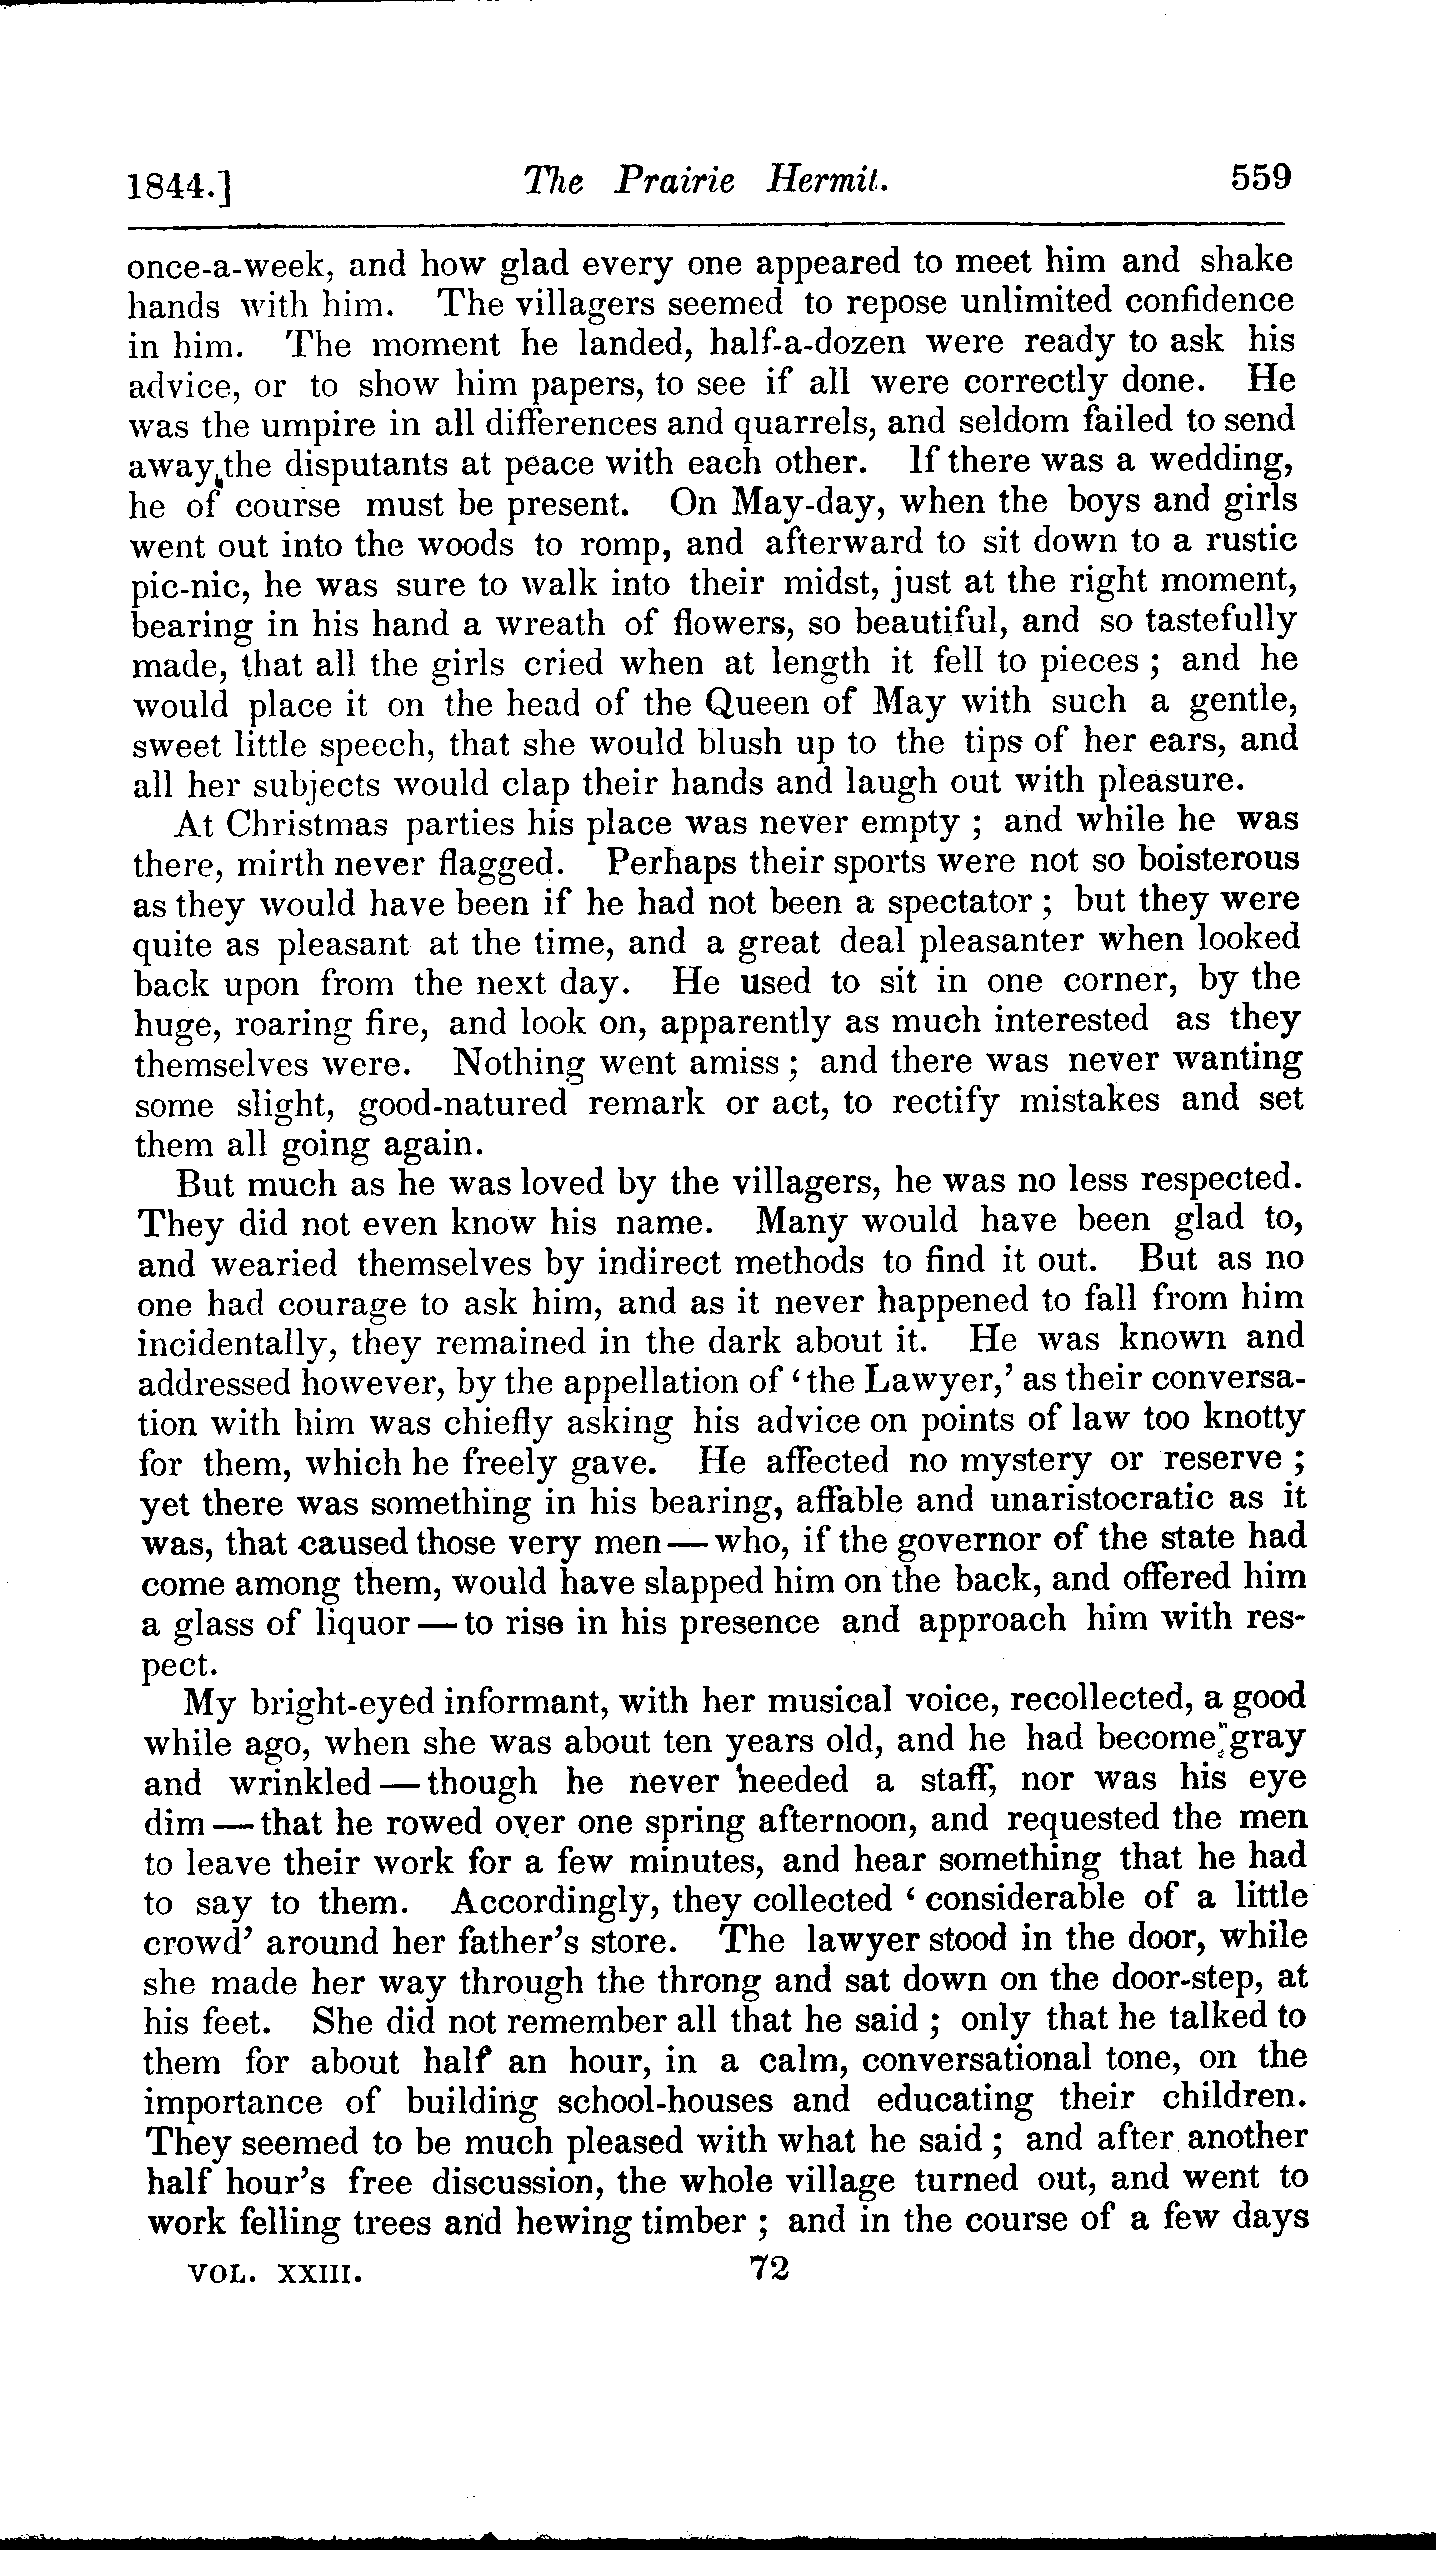 1844.] The Prairie Hermit. 559
once-a-week, and how glad every one appeared to meet him and shake
hands with him. The villagers seemed to repose unlimited confidence
in him. The moment he landed, half-a-dozen were ready to ask his
advice, or to show him papers, to see if all were correctly done. He
was the umpire in all differences and quarrels, and seldom failed to send
away the disputants at peace with each other. If there was a wedding,
he of course must be present. On May-day, when the boys and girls
went out into the woods to romp, and afterward to sit down to a rustic
pic-nic, he was sure to walk into their midst, just at the right moment,
bearing in his hand a wreath of flowers, so beautiful, and so tastefully
made, that all the girls cried when at length it fell to pieces ; and he
would place it on the head of the Queen of May with such a gentle,
sweet little speech, that she would blush up to the tips of her ears, and
all her subjects would clap their hands and laugh out with pleasure.
At Christmas parties his place was never empty ; and while he was
there, mirth never flagged. Perhaps their sports were not so boisterous
as they would have been if he had not been a spectator ; but they were
quite as pleasant at the time, and a great deal pleasanter when looked
back upon from the next day. He used to sit in one corner, by the
huge, roaring fire, and look on, apparently as much interested as they
themselves were. Nothing went amiss ; and there was never wanting
some slight, good-natured remark or act, to rectify mistakes and set
them all going again.
But much as he was loved by the villagers, he was no less respected.
They did not even know his name. Many would have been glad to,
and wearied themselves by indirect methods to find it out. But as no
one had courage to ask him, and as it never happened to fall from him
incidentally, they remained in the dark about it. He was known and
addressed however, by the appellation of ‘the Lawyer,’ as their conversa-
tion with him was chiefly asking his advice on points of law too knotty
for them, which he freely gave. He affected no mystery or reserve ;
yet there was something in his bearing, affable and unaristocratic as it
was, that caused those very men — who, if the governor of the state had
come among them, would have slapped him on the back, and offered him
a glass of liquor — to rise in his presence and approach him with res-
pect.
My bright-eyed informant, with her musical voice, recollected, a good
while ago, when she was about ten years old, and he had become gray
and wrinkled — though he never needed a staff, nor was his eye
dim — that he rowed over one spring afternoon, and requested the men
to leave their work for a few minutes, and hear something that he had
to say to them. Accordingly, they collected ‘ considerable of a little
crowd’ around her father’s store. The lawyer stood in the door, while
she made her way through the throng and sat down on the door-step, at
his feet. She did not remember all that he said ; only that he talked to
them for about half an hour, in a calm, conversational tone, on the
importance of building school-houses and educating their children.
They seemed to be much pleased with what he said ; and after another
half hour’s free discussion, the whole village turned out, and went to
work felling trees and hewing timber ; and in the course of a few days
VOL. XXIII. 72